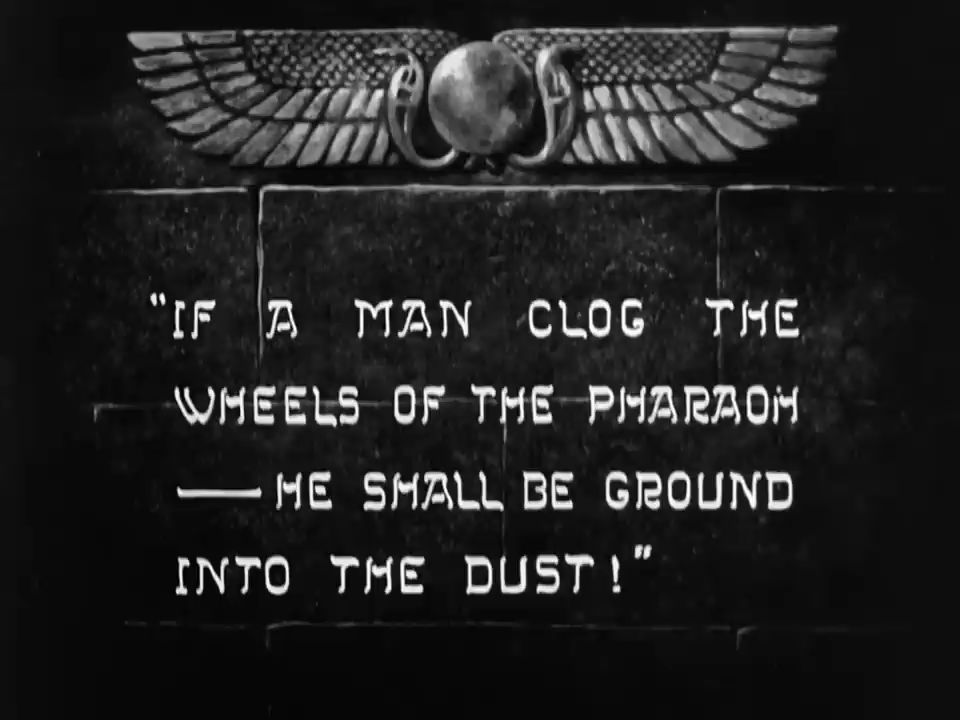 "IF A MAN CLOG THE
WHEELS OF THE PHARAOH
— HE SHALL BE GROUND
INTO THE DUST!"